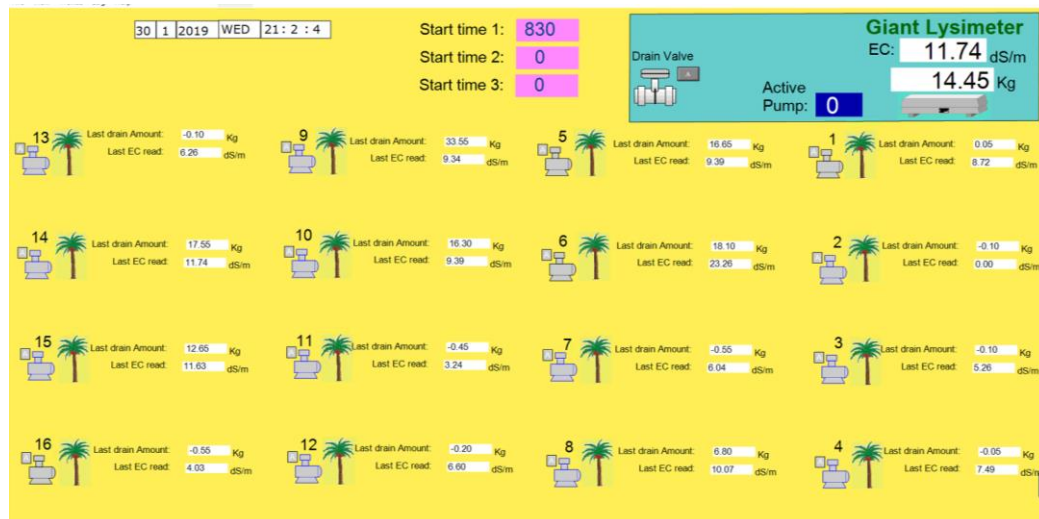 30 1 2019 WED 21: 2 : 4
Start time 1: 830
Start time 2: 0
Start time 3: 0
Giant Lysimeter
EC: 11.74 dS/m
14.45 Kg
Drain Valve
A
Active
Pump: 0
13 Last drain Amount: -0.10 Kg
A Last EC read: 6.26 dS/m
9 Last drain Amount: 33.55 Kg
A Last EC read: 9.34 dS/m
5 Last drain Amount: 16.65 Kg
A Last EC read: 9.39 dS/m
1 Last drain Amount: 0.05 Kg
A Last EC read: 8.72 dS/m
14 Last drain Amount: 17.55 Kg
A Last EC read: 11.74 dS/m
10 Last drain Amount: 16.30 Kg
A Last EC read: 9.39 dS/m
6 Last drain Amount: 18.10 Kg
A Last EC read: 23.26 dS/m
2 Last drain Amount: -0.10 Kg
A Last EC read: 0.00 dS/m
15 Last drain Amount: 12.65 Kg
A Last EC read: 11.63 dS/m
11 Last drain Amount: -0.45 Kg
A Last EC read: 3.24 dS/m
7 Last drain Amount: -0.55 Kg
A Last EC read: 6.04 dS/m
3 Last drain Amount: -0.10 Kg
A Last EC read: 5.26 dS/m
16 Last drain Amount: -0.55 Kg
A Last EC read: 4.03 dS/m
12 Last drain Amount: -0.20 Kg
A Last EC read: 6.60 dS/m
8 Last drain Amount: 6.80 Kg
A Last EC read: 10.07 dS/m
4 Last drain Amount: -0.05 Kg
A Last EC read: 7.49 dS/m